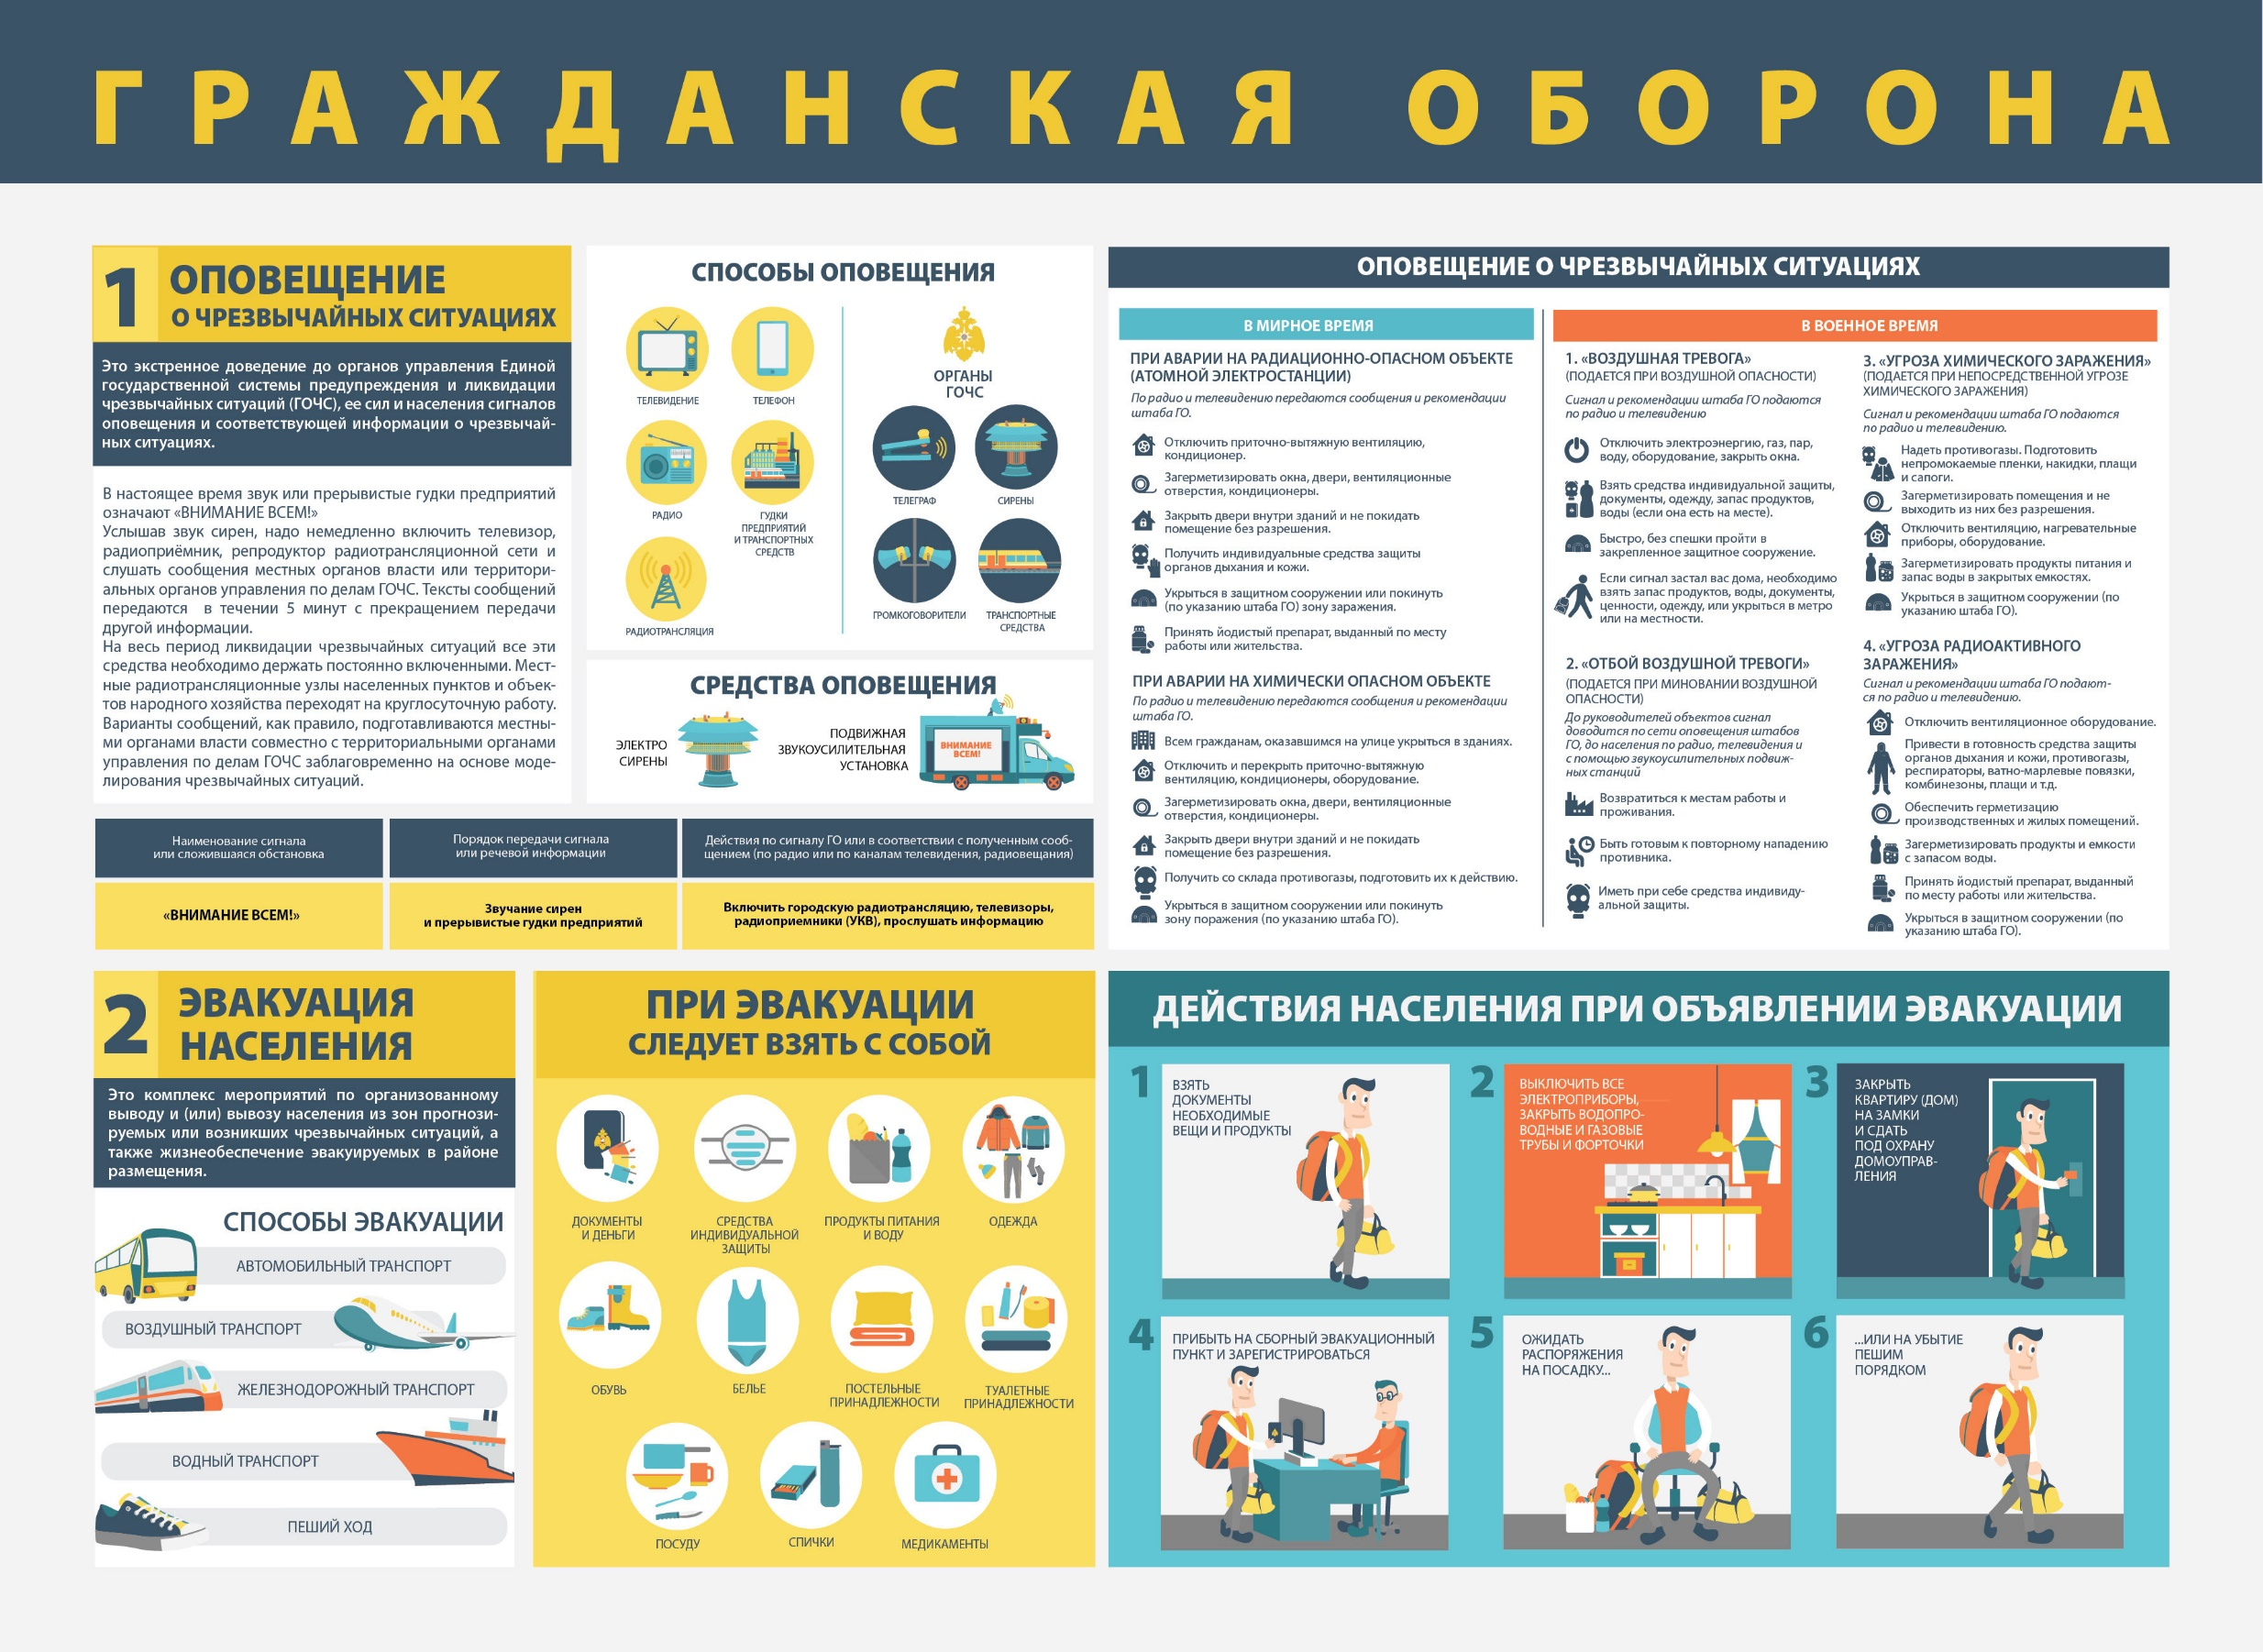 ГРАЖДАНСКАЯ ОБОРОНА
1
ОПОВЕЩЕНИЕ
О ЧРЕЗВЫЧАЙНЫХ СИТУАЦИЯХ
Это экстренное доведение до органов управления Единой
государственной системы предупреждения и ликвидации
чрезвычайных ситуаций (ГОЧС), ее сил и населения сигналов
оповещения и соответствующей информации о чрезвычай-
ных ситуациях.
В настоящее время звук или прерывистые гудки предприятий
означают «ВНИМАНИЕ ВСЕМ!»
Услышав звук сирен, надо немедленно включить телевизор,
радиоприёмник, репродуктор радиотрансляционной сети и
слушать сообщения местных органов власти или территори-
альных органов управления по делам ГОЧС. Тексты сообщений
передаются в течении 5 минут с прекращением передачи
другой информации.
На весь период ликвидации чрезвычайных ситуаций все эти
средства необходимо держать постоянно включенными. Мест-
ные радиотрансляционные узлы населенных пунктов и объек-
тов народного хозяйства переходят на круглосуточную работу.
Варианты сообщений, как правило, подготавливаются местны-
ми органами власти совместно с территориальными органами
управления по делам ГОЧС заблаговременно на основе моде-
лирования чрезвычайных ситуаций.
СПОСОБЫ ОПОВЕЩЕНИЯ
ТЕЛЕВИДЕНИЕ
ТЕЛЕФОН
РАДИО
ГУДКИ
ПРЕДПРИЯТИЙ
И ТРАНСПОРТНЫХ
СРЕДСТВ
РАДИОТРАНСЛЯЦИЯ
ОРГАНЫ
ГОЧС
ТЕЛЕГРАФ
СИРЕНЫ
ГРОМКОГОВОРИТЕЛИ
ТРАНСПОРТНЫЕ
СРЕДСТВА
СРЕДСТВА ОПОВЕЩЕНИЯ
ЭЛЕКТРО
СИРЕНЫ
ПОДВИЖНАЯ
ЗВУКОУСИЛИТЕЛЬНАЯ
УСТАНОВКА
ВНИМАНИЕ
ВСЕМ!
Наименование сигнала
или сложившаяся обстановка
Порядок передачи сигнала
или речевой информации
Действия по сигналу ГО или в соответствии с полученным сооб-
щением (по радио или по каналам телевидения, радиовещания)
«ВНИМАНИЕ ВСЕМ!»
Звучание сирен
и прерывистые гудки предприятий
Включить городскую радиотрансляцию, телевизоры,
радиоприемники (УКВ), прослушать информацию
ОПОВЕЩЕНИЕ О ЧРЕЗВЫЧАЙНЫХ СИТУАЦИЯХ
В МИРНОЕ ВРЕМЯ
ПРИ АВАРИИ НА РАДИАЦИОННО-ОПАСНОМ ОБЪЕКТЕ
(АТОМНОЙ ЭЛЕКТРОСТАНЦИИ)
По радио и телевидению передаются сообщения и рекомендации
штаба ГО.
Отключить приточно-вытяжную вентиляцию,
кондиционер.
Загерметизировать окна, двери, вентиляционные
отверстия, кондиционеры.
Закрыть двери внутри зданий и не покидать
помещение без разрешения.
Получить индивидуальные средства защиты
органов дыхания и кожи.
Укрыться в защитном сооружении или покинуть
(по указанию штаба ГО) зону заражения.
Принять йодистый препарат, выданный по месту
работы или жительства.
ПРИ АВАРИИ НА ХИМИЧЕСКИ ОПАСНОМ ОБЪЕКТЕ
По радио и телевидению передаются сообщения и рекомендации
штаба ГО.
Всем гражданам, оказавшимся на улице укрыться в зданиях.
Отключить и перекрыть приточно-вытяжную
вентиляцию, кондиционеры, оборудование.
Загерметизировать окна, двери, вентиляционные
отверстия, кондиционеры.
Закрыть двери внутри зданий и не покидать
помещение без разрешения.
Получить со склада противогазы, подготовить их к действию.
Укрыться в защитном сооружении или покинуть
зону поражения (по указанию штаба ГО).
В ВОЕННОЕ ВРЕМЯ
1. «ВОЗДУШНАЯ ТРЕВОГА»
(ПОДАЕТСЯ ПРИ ВОЗДУШНОЙ ОПАСНОСТИ)
Сигнал и рекомендации штаба ГО подаются
по радио и телевидению
Отключить электроэнергию, газ, пар,
воду, оборудование, закрыть окна.
Взять средства индивидуальной защиты,
документы, одежду, запас продуктов,
воды (если она есть на месте).
Быстро, без спешки пройти в
закрепленное защитное сооружение.
Если сигнал застал вас дома, необходимо
взять запас продуктов, воды, документы,
ценности, одежду, или укрыться в метро
или на местности.
2. «ОТБОЙ ВОЗДУШНОЙ ТРЕВОГИ»
(ПОДАЕТСЯ ПРИ МИНОВАНИИ ВОЗДУШНОЙ
ОПАСНОСТИ)
До руководителей объектов сигнал
доводится по сети оповещения штабов
ГО, до населения по радио, телевидения и
с помощью звукоусилительных подвиж-
ных станций
Возвратиться к местам работы и
проживания.
Быть готовым к повторному нападению
противника.
Иметь при себе средства индивиду-
альной защиты.
3. «УГРОЗА ХИМИЧЕСКОГО ЗАРАЖЕНИЯ»
(ПОДАЕТСЯ ПРИ НЕПОСРЕДСТВЕННОЙ УГРОЗЕ
ХИМИЧЕСКОГО ЗАРАЖЕНИЯ)
Сигнал и рекомендации штаба ГО подаются
по радио и телевидению.
Надеть противогазы. Подготовить
непромокаемые пленки, накидки, плащи
и сапоги.
Загерметизировать помещения и не
выходить из них без разрешения.
Отключить вентиляцию, нагревательные
приборы, оборудование.
Загерметизировать продукты питания и
запас воды в закрытых емкостях.
Укрыться в защитном сооружении (по
указанию штаба ГО).
4. «УГРОЗА РАДИОАКТИВНОГО
ЗАРАЖЕНИЯ»
Сигнал и рекомендации штаба ГО подают-
ся по радио и телевидению.
Отключить вентиляционное оборудование.
Привести в готовность средства защиты
органов дыхания и кожи, противогазы,
респираторы, ватно-марлевые повязки,
комбинезоны, плащи и т.д.
Обеспечить герметизацию
производственных и жилых помещений.
Загерметизировать продукты и емкости
с запасом воды.
Принять йодистый препарат, выданный
по месту работы или жительства.
Укрыться в защитном сооружении (по
указанию штаба ГО).
2
ЭВАКУАЦИЯ
НАСЕЛЕНИЯ
Это комплекс мероприятий по организованному
выводу и (или) вывозу населения из зон прогнози-
руемых или возникших чрезвычайных ситуаций, а
также жизнеобеспечение эвакуируемых в районе
размещения.
СПОСОБЫ ЭВАКУАЦИИ
АВТОМОБИЛЬНЫЙ ТРАНСПОРТ
ВОЗДУШНЫЙ ТРАНСПОРТ
ЖЕЛЕЗНОДОРОЖНЫЙ ТРАНСПОРТ
ВОДНЫЙ ТРАНСПОРТ
ПЕШИЙ ХОД
ПРИ ЭВАКУАЦИИ
СЛЕДУЕТ ВЗЯТЬ С СОБОЙ
ДОКУМЕНТЫ
И ДЕНЬГИ
СРЕДСТВА
ИНДИВИДУАЛЬНОЙ
ЗАЩИТЫ
ПРОДУКТЫ ПИТАНИЯ
И ВОДУ
ОДЕЖДА
ОБУВЬ
БЕЛЬЕ
ПОСТЕЛЬНЫЕ
ПРИНАДЛЕЖНОСТИ
ТУАЛЕТНЫЕ
ПРИНАДЛЕЖНОСТИ
ПОСУДУ
СПИЧКИ
МЕДИКАМЕНТЫ
ДЕЙСТВИЯ НАСЕЛЕНИЯ ПРИ ОБЪЯВЛЕНИИ ЭВАКУАЦИИ
1
ВЗЯТЬ
ДОКУМЕНТЫ
НЕОБХОДИМЫЕ
ВЕЩИ И ПРОДУКТЫ
2
ВЫКЛЮЧИТЬ ВСЕ
ЭЛЕКТРОПРИБОРЫ,
ЗАКРЫТЬ ВОДОПРО-
ВОДНЫЕ И ГАЗОВЫЕ
ТРУБЫ И ФОРТОЧКИ
3
ЗАКРЫТЬ
КВАРТИРУ (ДОМ)
НА ЗАМКИ
И СДАТЬ
ПОД ОХРАНУ
ДОМОУПРАВ-
ЛЕНИЯ
4
ПРИБЫТЬ НА СБОРНЫЙ ЭВАКУАЦИОННЫЙ
ПУНКТ И ЗАРЕГИСТРИРОВАТЬСЯ
5
ОЖИДАТЬ
РАСПОРЯЖЕНИЯ
НА ПОСАДКУ...
6
...ИЛИ НА УБЫТИЕ
ПЕШИМ
ПОРЯДКОМ